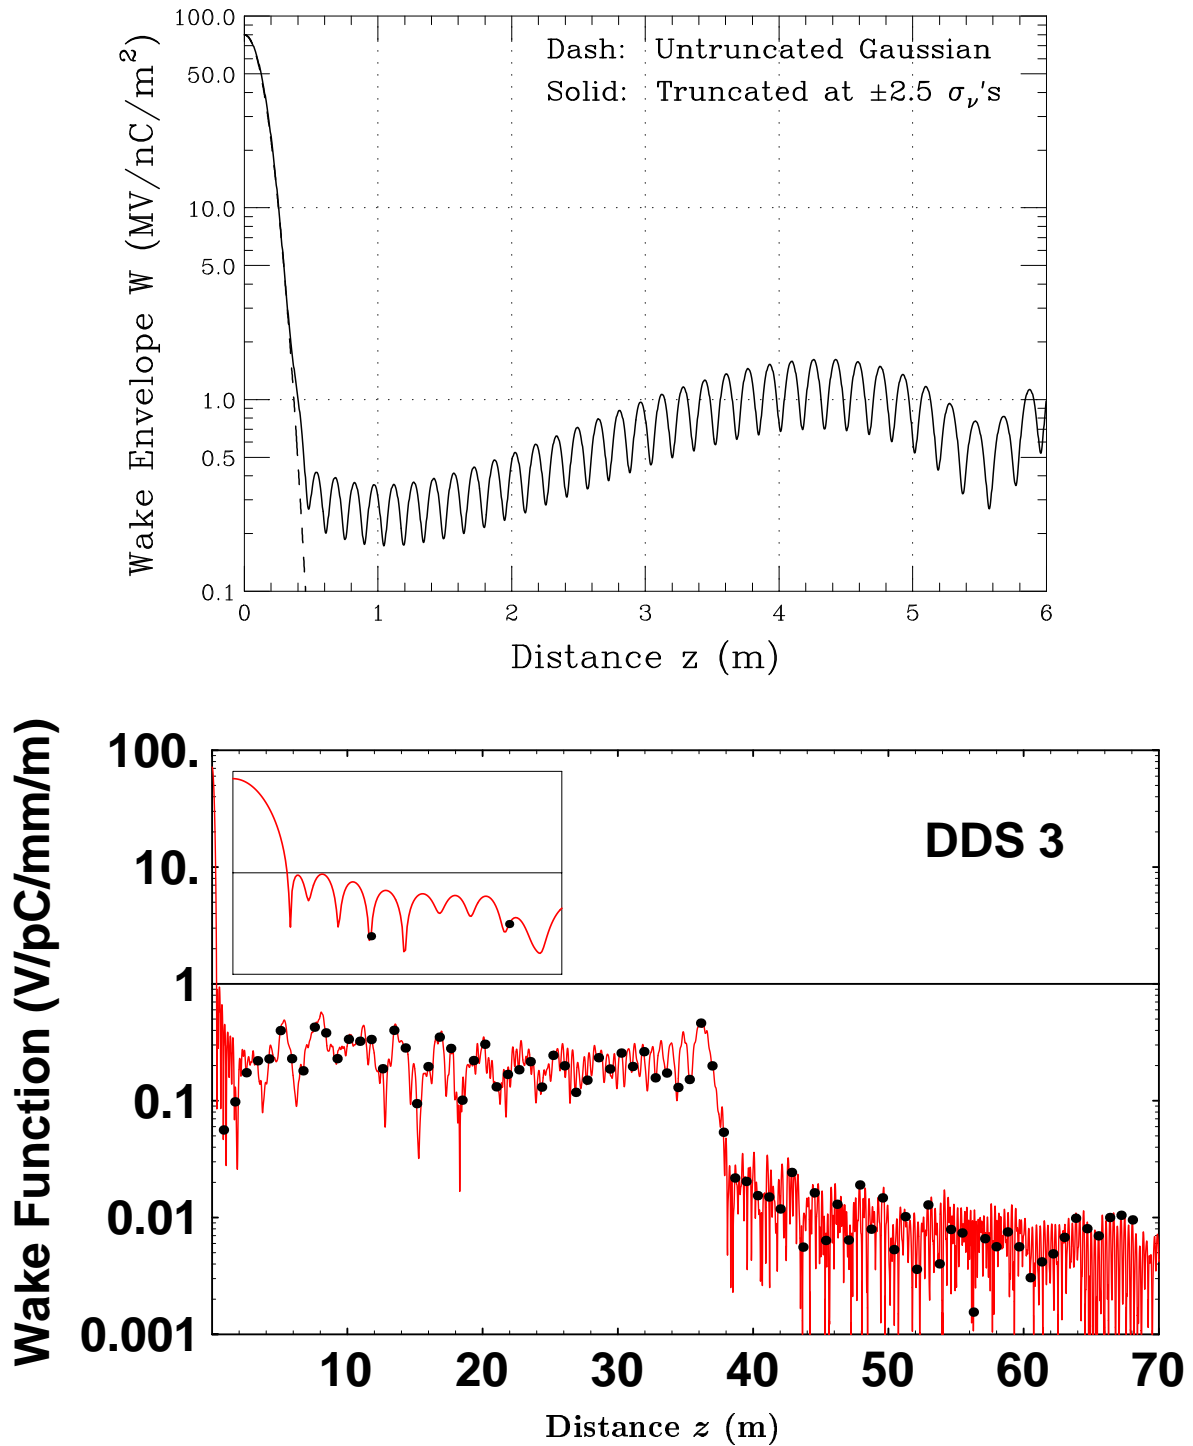 100.0
50.0
10.0
5.0
1.0
0.5
0.1
Wake Envelope W (MV/nC/m²)
Dash: Untruncated Gaussian
Solid: Truncated at ±2.5 σᵥ's
0 1 2 3 4 5 6
Distance z (m)
100.
10.
1
0.1
0.01
0.001
Wake Function (V/pC/mm/m)
DDS 3
10 20 30 40 50 60 70
Distance z (m)